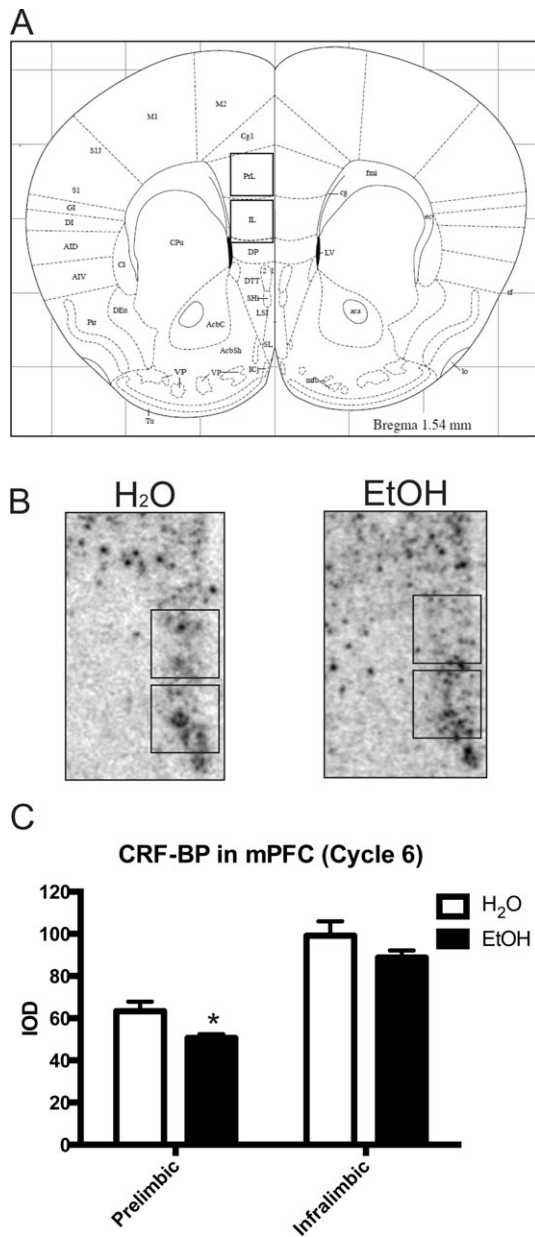 A
M1
M2
Cg1
S1J
PrL
fmi
S1
cg
GI
IL
DI
ec
AID
CPu
DP
LV
CI
AIV
2 1
DTT
DEn
SHi
Pir
LSI
aca
rf
AcbC
AcbSh
SL
VP
VP
ICj
mfb
lo
Tu
Bregma 1.54 mm
B
H₂O
EtOH
C
CRF-BP in mPFC (Cycle 6)
120
100
80
60
40
20
0
IOD
*
H₂O
EtOH
Prelimbic
Infralimbic